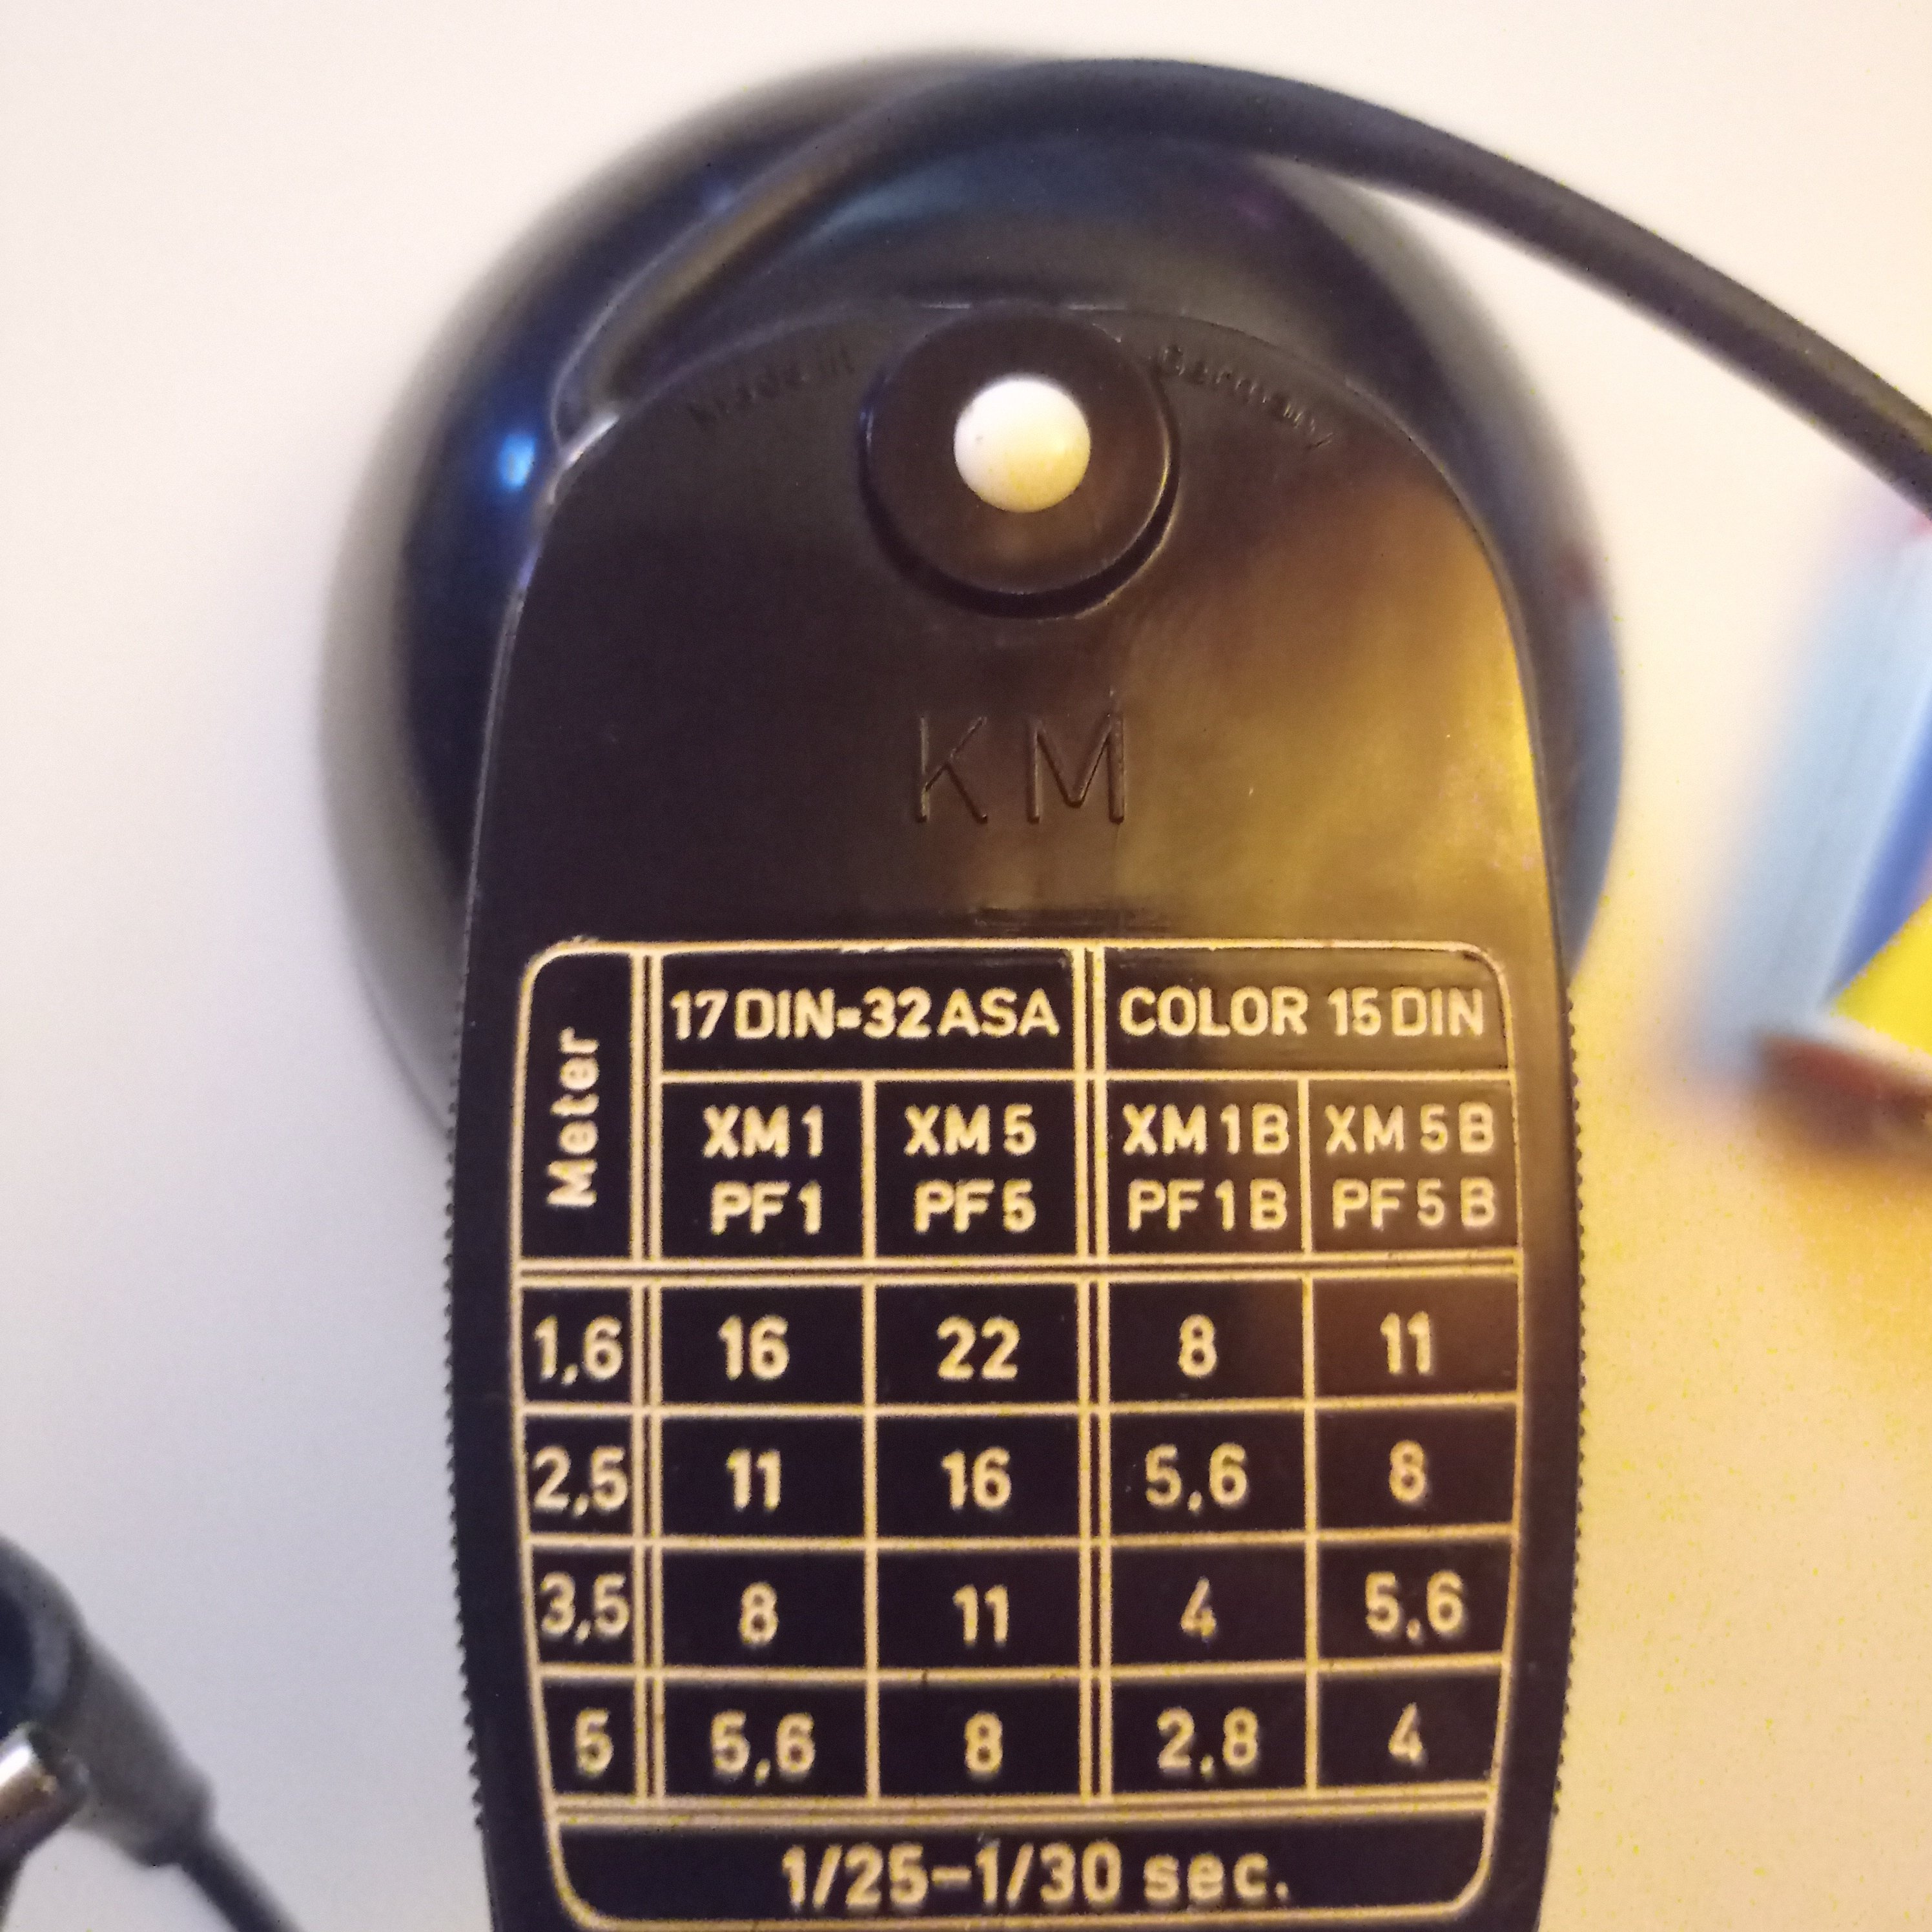 Made in Germany
KM
Meter 17 DIN=32 ASA COLOR 15 DIN
XM 1 XM 5 XM 1 B XM 5 B
PF 1 PF 5 PF 1 B PF 5 B
1,6 16 22 8 11
2,5 11 16 5,6 8
3,5 8 11 4 5,6
5 5,6 8 2,8 4
1/25-1/30 sec.